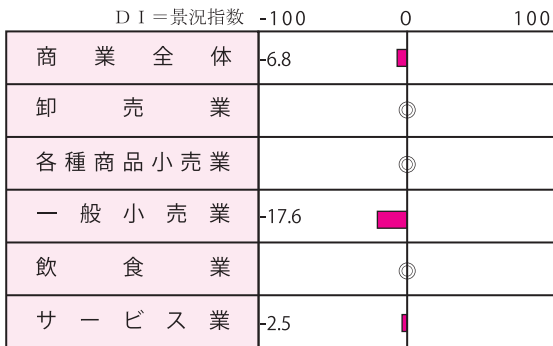 ＤＩ＝景況指数 -100 0 100
商業全体 -6.8
卸売業 ◎
各種商品小売業 ◎
一般小売業 -17.6
飲食業 ◎
サービス業 -2.5